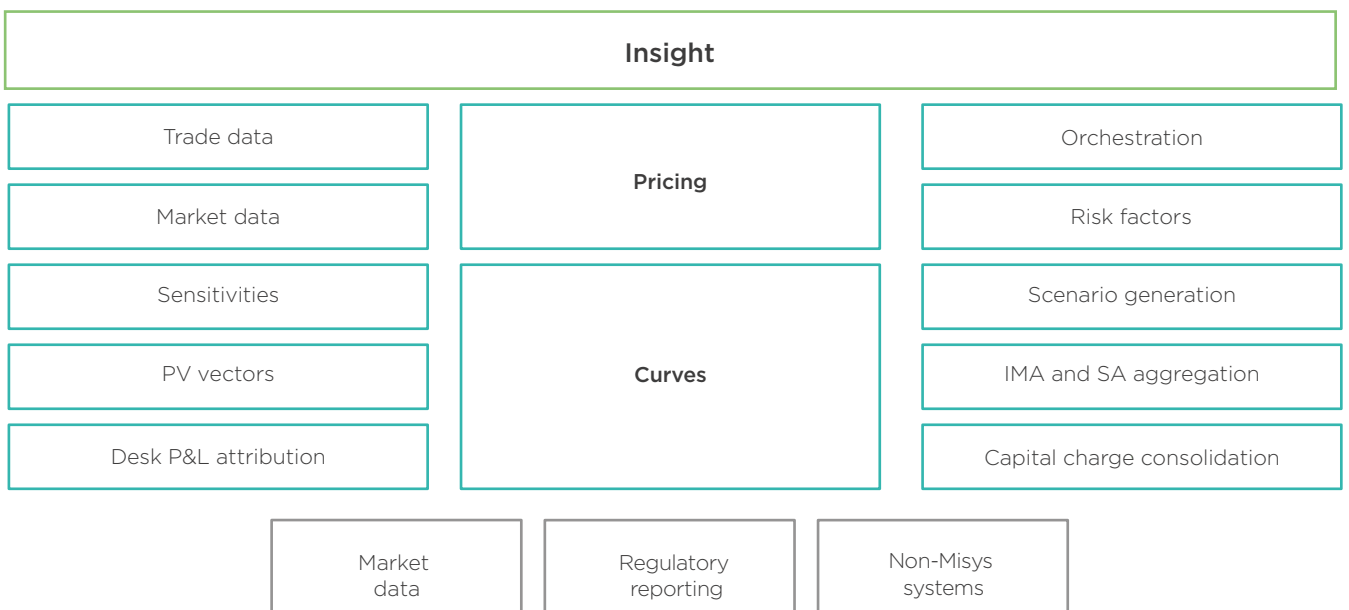 Insight
Trade data
Market data
Sensitivities
PV vectors
Desk P&L attribution
Pricing
Curves
Orchestration
Risk factors
Scenario generation
IMA and SA aggregation
Capital charge consolidation
Market
data
Regulatory
reporting
Non-Misys
systems